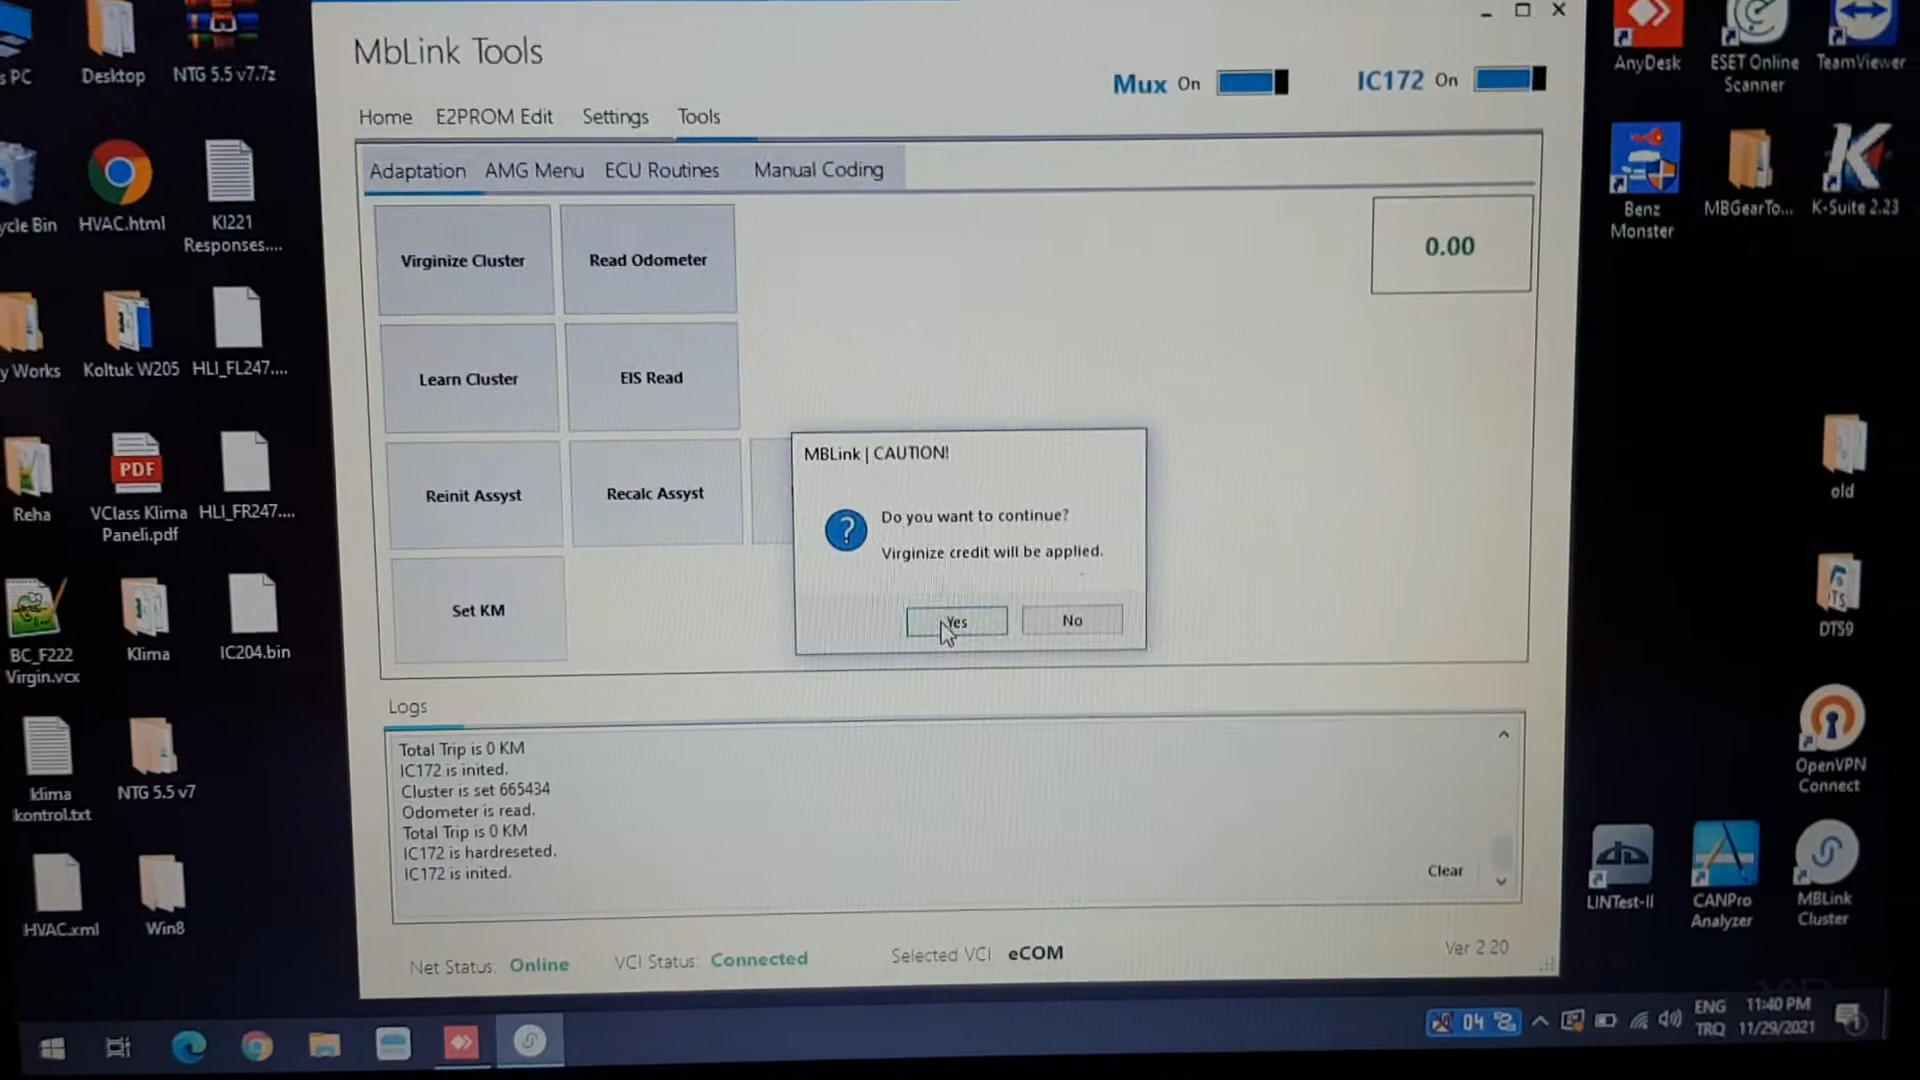 s PC
Desktop
NTG 5.5 v7.7z
ycle Bin
HVAC.html
KI221
Responses....
y Works
Koltuk W205
HLI_FL247....
PDF
Reha
VClass Klima
Paneli.pdf
HLI_FR247....
BC_F222
Virgin.vcx
Klima
IC204.bin
klima
kontrol.txt
NTG 5.5 v7
HVAC.xml
Win8
MbLink Tools
Mux On
IC172 On
Home
E2PROM Edit
Settings
Tools
Adaptation
AMG Menu
ECU Routines
Manual Coding
Virginize Cluster
Read Odometer
0.00
Learn Cluster
EIS Read
Reinit Assyst
Recalc Assyst
Set KM
MBLink | CAUTION!
Do you want to continue?
Virginize credit will be applied.
Yes
No
Logs
Total Trip is 0 KM
IC172 is inited.
Cluster is set 665434
Odometer is read.
Total Trip is 0 KM
IC172 is hardreseted.
IC172 is inited.
Clear
Net Status: Online
VCI Status: Connected
Selected VCI eCOM
Ver 2.20
AnyDesk
ESET Online
Scanner
TeamViewer
Benz
Monster
MBGearTo...
K-Suite 2.23
old
DTS9
OpenVPN
Connect
LINTest-II
CANPro
Analyzer
MBLink
Cluster
04
ENG
TRQ
11:40 PM
11/29/2021